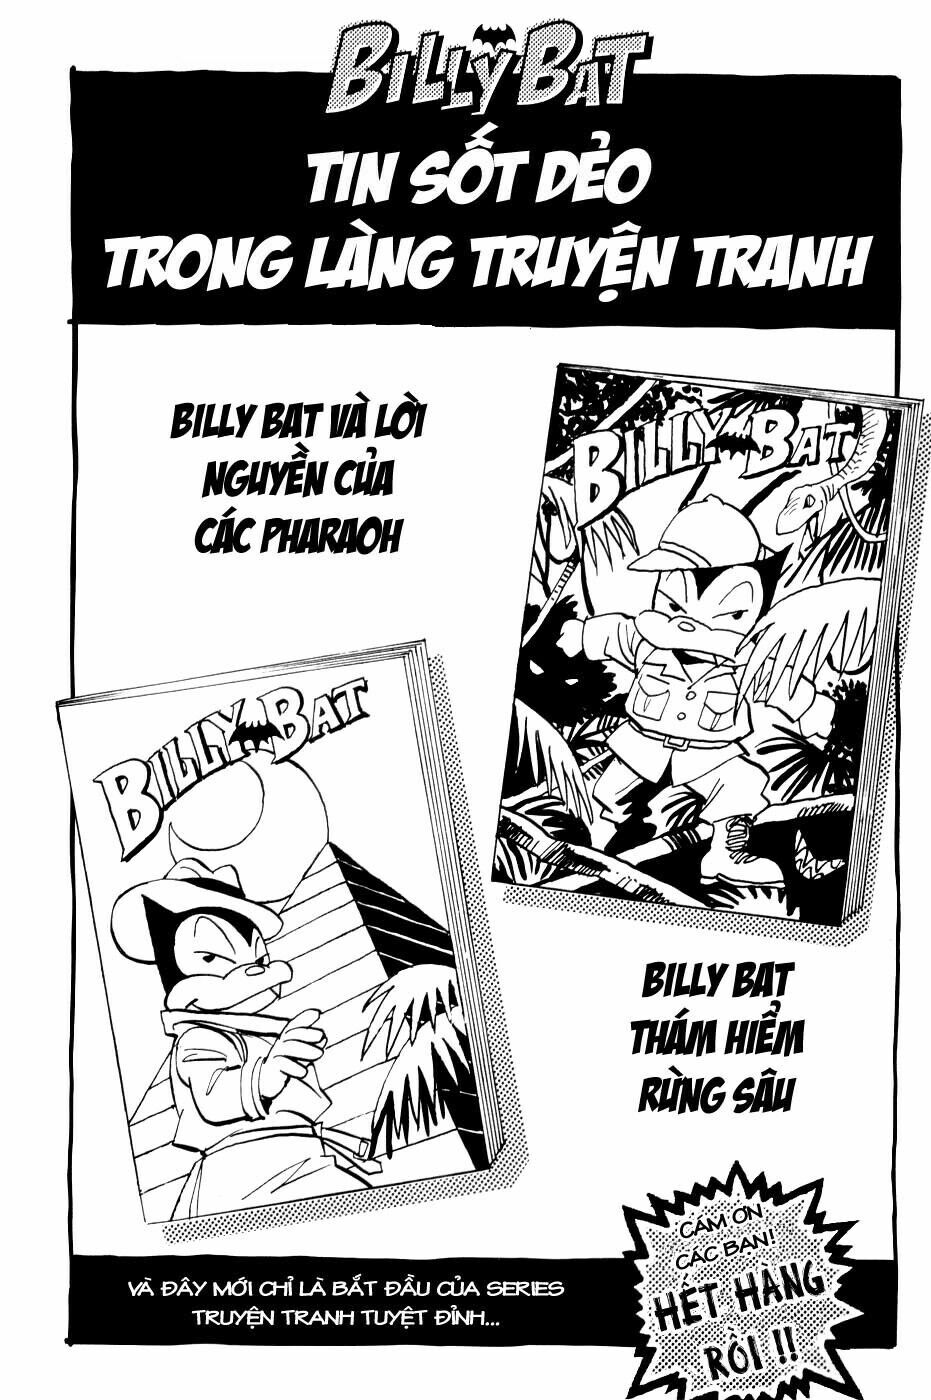 BILLY BAT
TIN SỐT DẺO
TRONG LÀNG TRUYỆN TRANH
BILLY BAT VÀ LỜI
NGUYỀN CỦA
CÁC PHARAOH
BILLY BAT
BILLY BAT
BILLY BAT
THÁM HIỂM
RỪNG SÂU
VÀ ĐÂY MỚI CHỈ LÀ BẮT ĐẦU CỦA SERIES
TRUYỆN TRANH TUYỆT ĐỈNH...
CÁM ƠN
CÁC BẠN!
HẾT HÀNG
RỒI !!